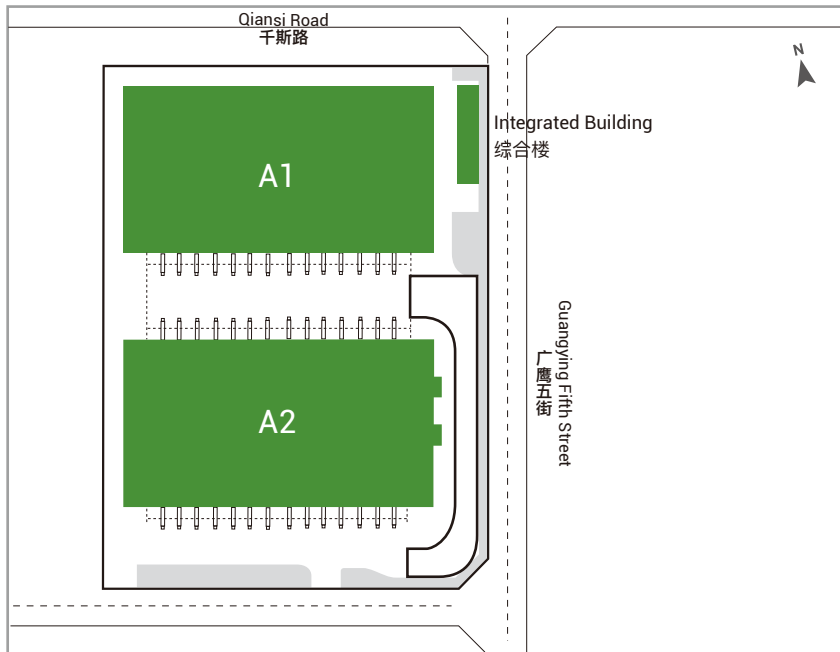 Qiansi Road
千斯路
N
Integrated Building
综合楼
A1
Guangying Fifth Street
广鹰五街
A2